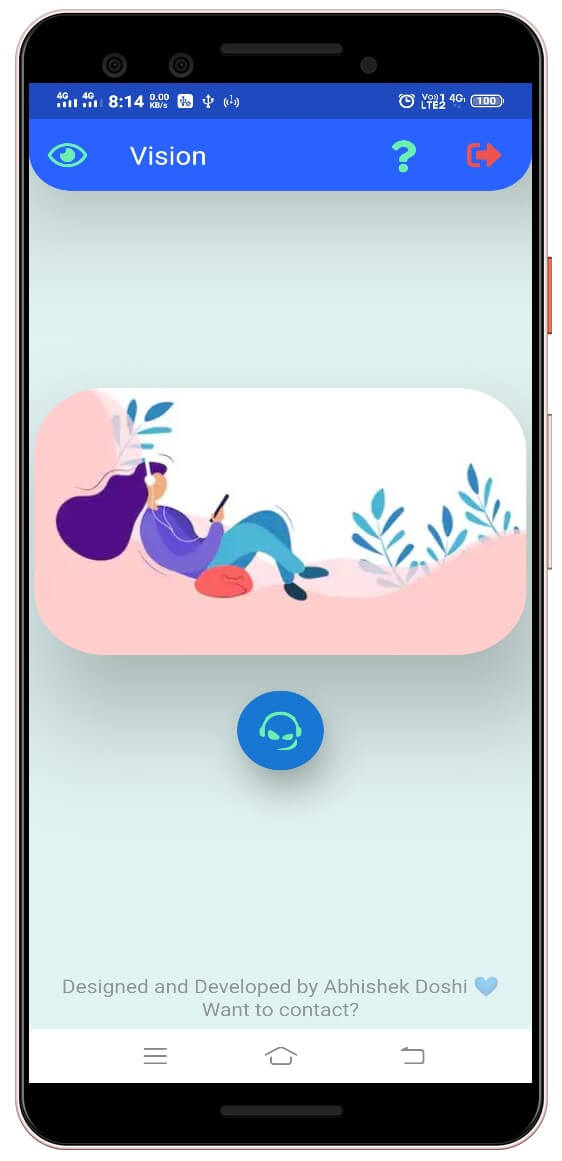 4G 4G 8:14 0.00 KB/s Vo)) 1 LTE2 4G 100
Vision
?
Designed and Developed by Abhishek Doshi 💙
Want to contact?